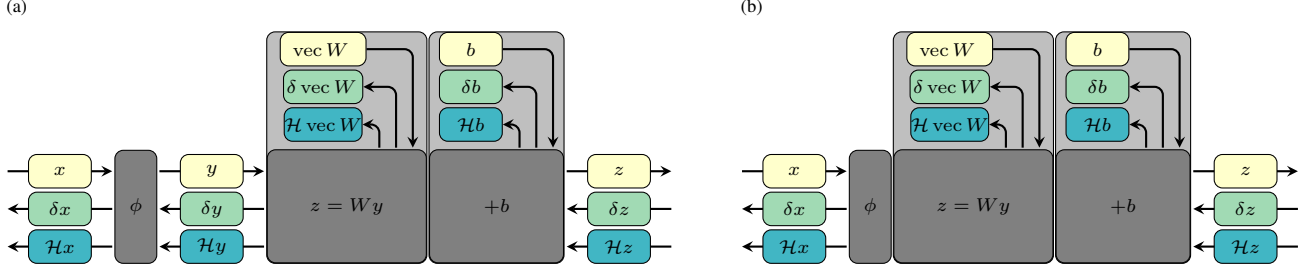 (a)
(b)
vec W b
δ vec W δb
ℋ vec W ℋb
x y z
δx ϕ δy z = Wy +b δz
ℋx ℋy ℋz
vec W b
δ vec W δb
ℋ vec W ℋb
x z
δx ϕ z = Wy +b δz
ℋx ℋz